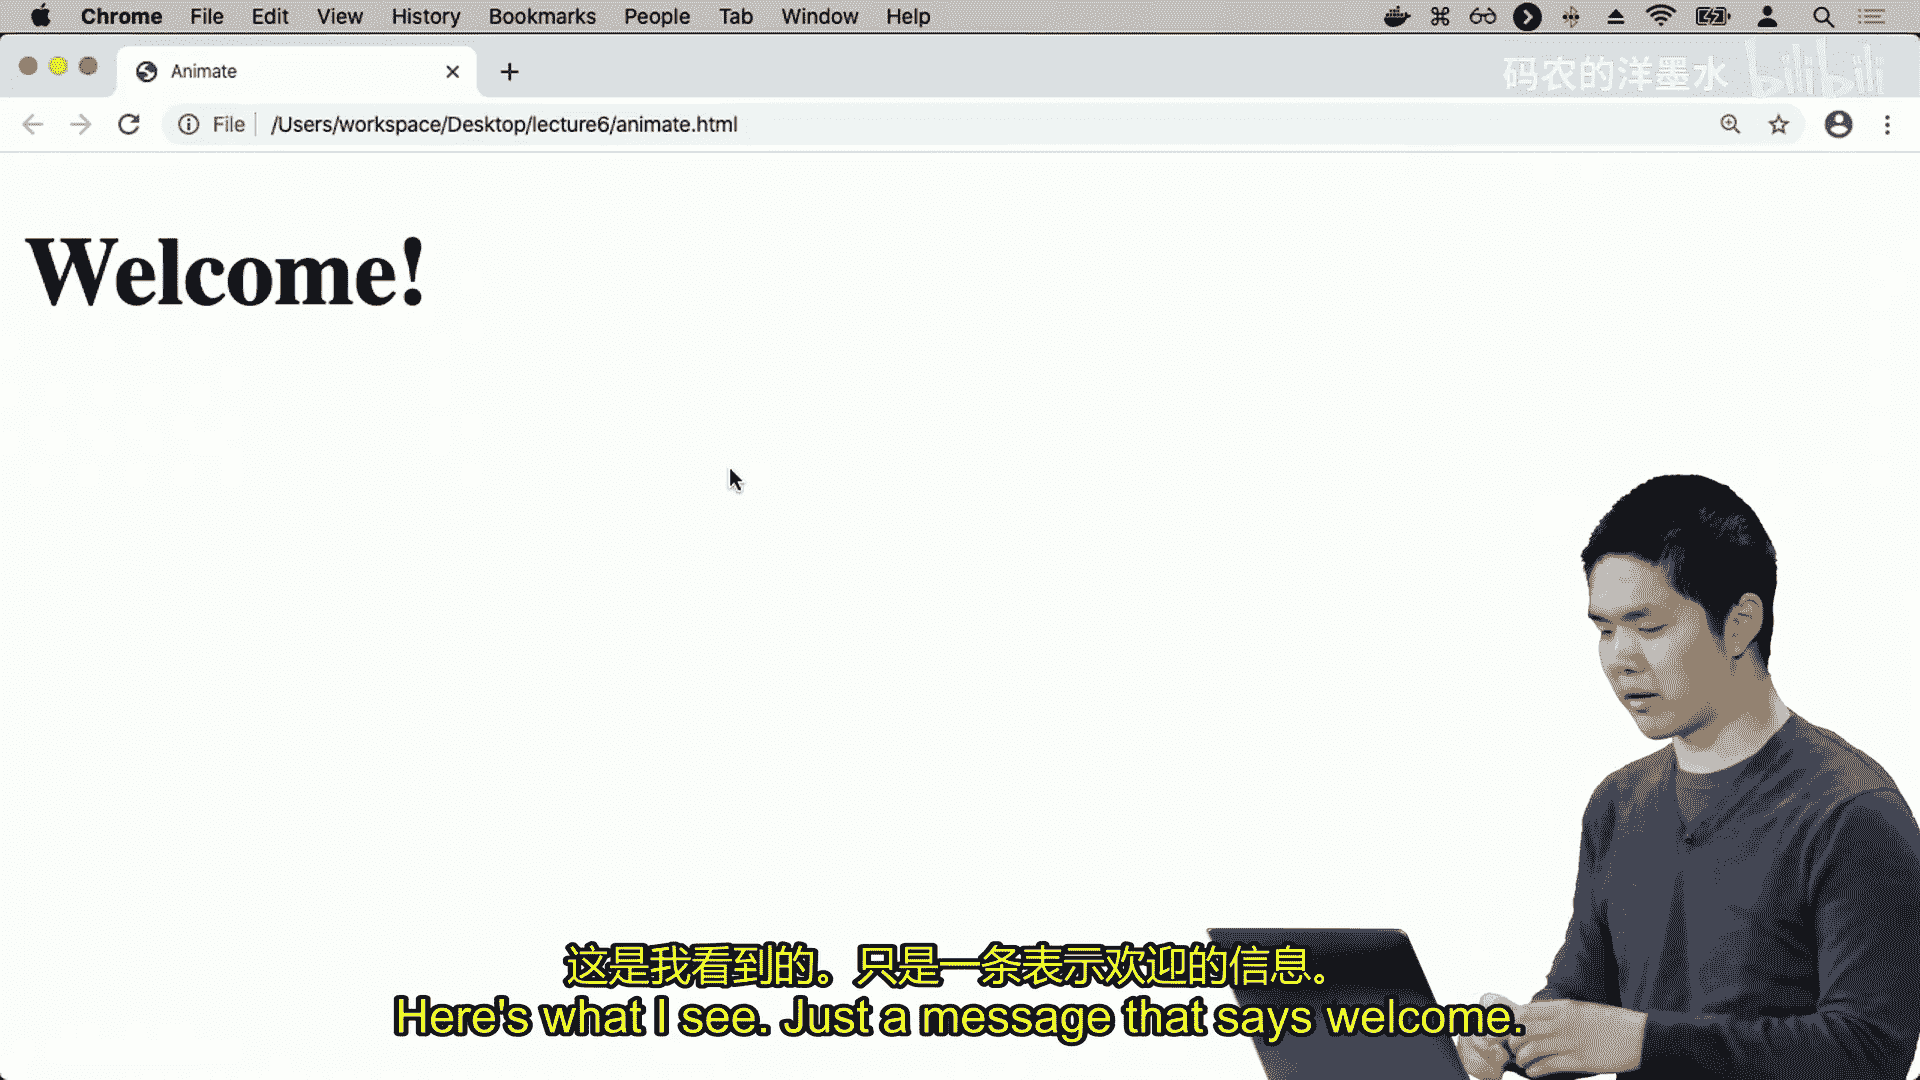 Chrome File Edit View History Bookmarks People Tab Window Help
Animate
码农的洋墨水 bilibili
File /Users/workspace/Desktop/lecture6/animate.html
Welcome!
这是我看到的。只是一条表示欢迎的信息。
Here's what I see. Just a message that says welcome.